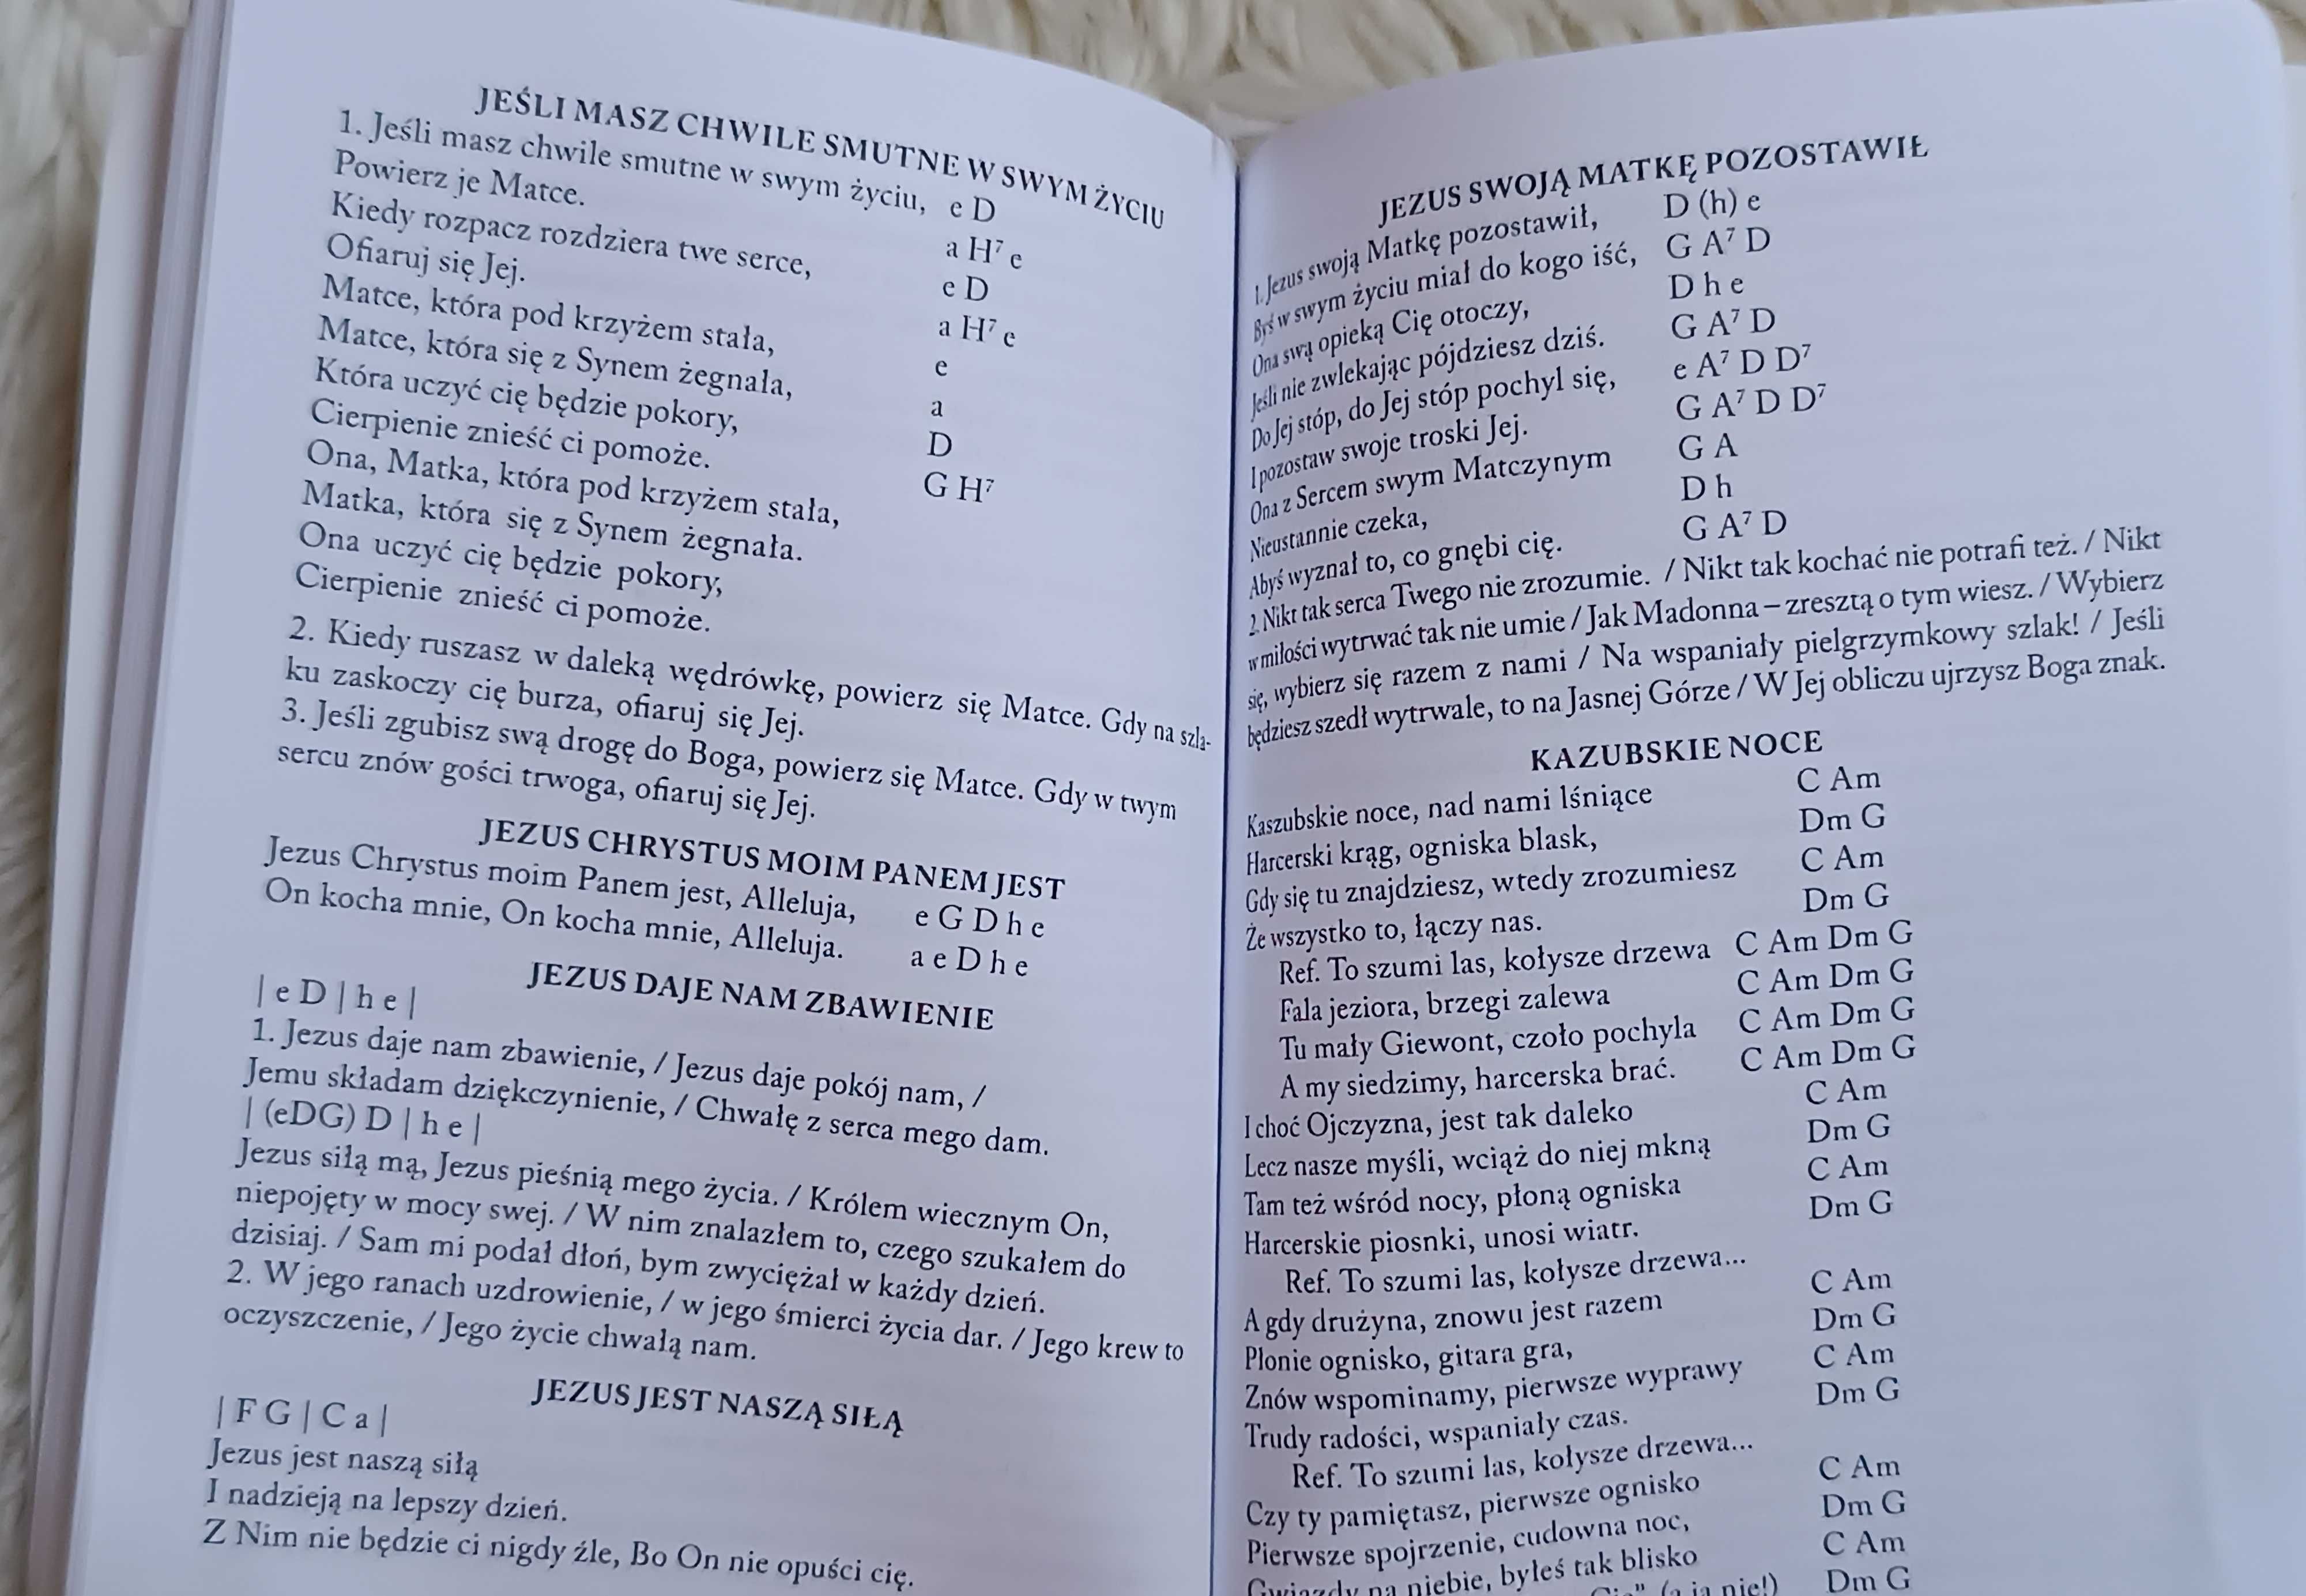 JEŚLI MASZ CHWILE SMUTNE W SWYM ŻYCIU
1. Jeśli masz chwile smutne w swym życiu, e D
Powierz je Matce. a H⁷ e
Kiedy rozpacz rozdziera twe serce, e D
Ofiaruj się Jej. a H⁷ e
Matce, która pod krzyżem stała, e
Matce, która się z Synem żegnała, a
Która uczyć cię będzie pokory, D
Cierpienie znieść ci pomoże. G H⁷
Ona, Matka, która pod krzyżem stała,
Matka, która się z Synem żegnała.
Ona uczyć cię będzie pokory,
Cierpienie znieść ci pomoże.
2. Kiedy ruszasz w daleką wędrówkę, powierz się Matce. Gdy na szla-
ku zaskoczy cię burza, ofiaruj się Jej.
3. Jeśli zgubisz swą drogę do Boga, powierz się Matce. Gdy w twym
sercu znów gości trwoga, ofiaruj się Jej.
JEZUS CHRYSTUS MOIM PANEM JEST
Jezus Chrystus moim Panem jest, Alleluja, e G D h e
On kocha mnie, On kocha mnie, Alleluja. a e D h e
JEZUS DAJE NAM ZBAWIENIE
| e D | h e |
1. Jezus daje nam zbawienie, / Jezus daje pokój nam, /
Jemu składam dziękczynienie, / Chwałę z serca mego dam.
| (eDG) D | h e |
Jezus siłą mą, Jezus pieśnią mego życia. / Królem wiecznym On,
niepojęty w mocy swej. / W nim znalazłem to, czego szukałem do
dzisiaj. / Sam mi podał dłoń, bym zwyciężał w każdy dzień.
2. W jego ranach uzdrowienie, / w jego śmierci życia dar. / Jego krew to
oczyszczenie, / Jego życie chwałą nam.
JEZUS JEST NASZĄ SIŁĄ
| F G | C a |
Jezus jest naszą siłą
I nadzieją na lepszy dzień.
Z Nim nie będzie ci nigdy źle, Bo On nie opuści cię.
JEZUS SWOJĄ MATKĘ POZOSTAWIŁ
1. Jezus swoją Matkę pozostawił, D (h) e
Byś w swym życiu miał do kogo iść, G A⁷ D
Ona swą opieką Cię otoczy, D h e
Jeśli nie zwlekając pójdziesz dziś. G A⁷ D
Do Jej stóp, do Jej stóp pochyl się, e A⁷ D D⁷
I pozostaw swoje troski Jej. G A⁷ D D⁷
Ona z Sercem swym Matczynym G A
Nieustannie czeka, D h
Abyś wyznał to, co gnębi cię. G A⁷ D
2. Nikt tak serca Twego nie zrozumie. / Nikt tak kochać nie potrafi też. / Nikt
w miłości wytrwać tak nie umie / Jak Madonna – zresztą o tym wiesz. / Wybierz
się, wybierz się razem z nami / Na wspaniały pielgrzymkowy szlak! / Jeśli
będziesz szedł wytrwale, to na Jasnej Górze / W Jej obliczu ujrzysz Boga znak.
KAZUBSKIE NOCE
Kaszubskie noce, nad nami lśniące C Am
Harcerski krąg, ogniska blask, Dm G
Gdy się tu znajdziesz, wtedy zrozumiesz C Am
Że wszystko to, łączy nas. Dm G
Ref. To szumi las, kołysze drzewa C Am Dm G
Fala jeziora, brzegi zalewa C Am Dm G
Tu mały Giewont, czoło pochyla C Am Dm G
A my siedzimy, harcerska brać. C Am Dm G
I choć Ojczyzna, jest tak daleko C Am
Lecz nasze myśli, wciąż do niej mkną Dm G
Tam też wśród nocy, płoną ogniska C Am
Harcerskie piosnki, unosi wiatr. Dm G
Ref. To szumi las, kołysze drzewa...
A gdy drużyna, znowu jest razem C Am
Płonie ognisko, gitara gra, Dm G
Znów wspominamy, pierwsze wyprawy C Am
Trudy radości, wspaniały czas. Dm G
Ref. To szumi las, kołysze drzewa...
Czy ty pamiętasz, pierwsze ognisko C Am
Pierwsze spojrzenie, cudowna noc, Dm G
Gwiazdy na niebie, byłeś tak blisko C Am
(a ja nie!) Dm G